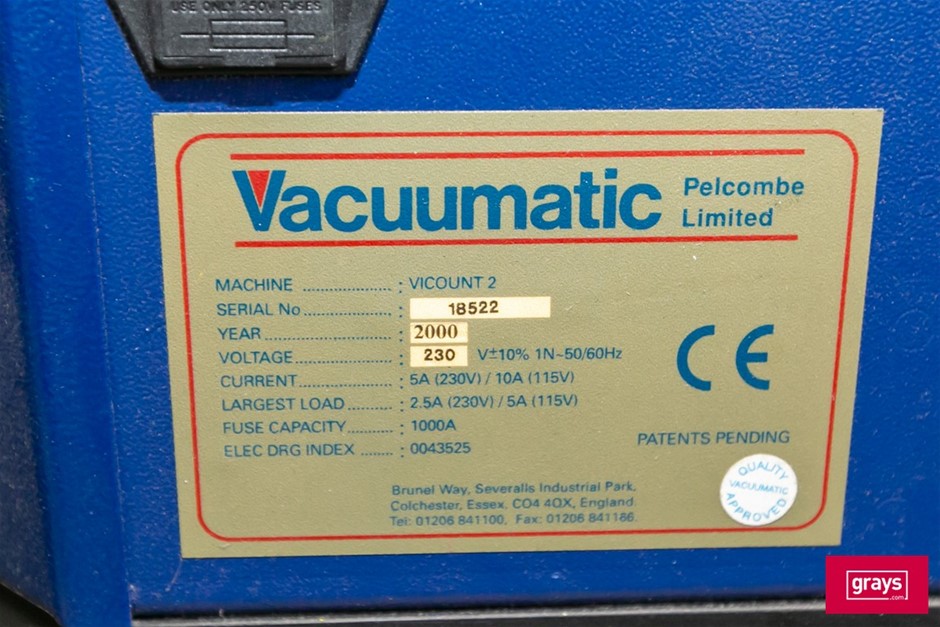 USE ONLY 250V FUSES
Vacuumatic Pelcombe Limited
MACHINE .................... : VICOUNT 2
SERIAL No .................... : 18522
YEAR .............................. : 2000
VOLTAGE ................... : 230 V±10% 1N~50/60Hz
CURRENT ..................... : 5A (230V) / 10A (115V)
LARGEST LOAD ............ : 2.5A (230V) / 5A (115V)
FUSE CAPACITY .......... : 1000A
ELEC DRG INDEX ....... : 0043525
CE
PATENTS PENDING
QUALITY
VACUUMATIC
APPROVED
Brunel Way, Severalls Industrial Park,
Colchester, Essex, CO4 4QX, England.
Tel: 01206 841100, Fax: 01206 841166.
grays
.com